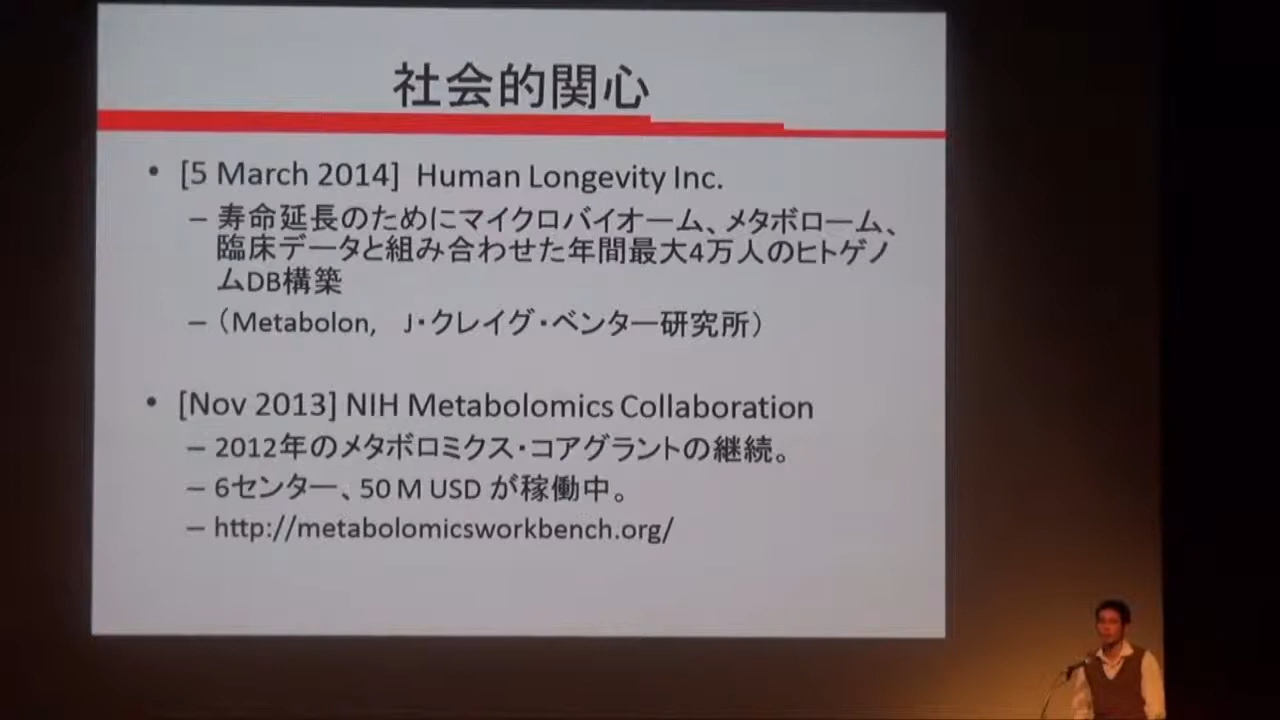 社会的関心
• [5 March 2014] Human Longevity Inc.
– 寿命延長のためにマイクロバイオーム、メタボローム、
臨床データと組み合わせた年間最大4万人のヒトゲノ
ムDB構築
– （Metabolon, J・クレイグ・ベンター研究所）
• [Nov 2013] NIH Metabolomics Collaboration
– 2012年のメタボロミクス・コアグラントの継続。
– 6センター、50 M USD が稼働中。
– http://metabolomicsworkbench.org/